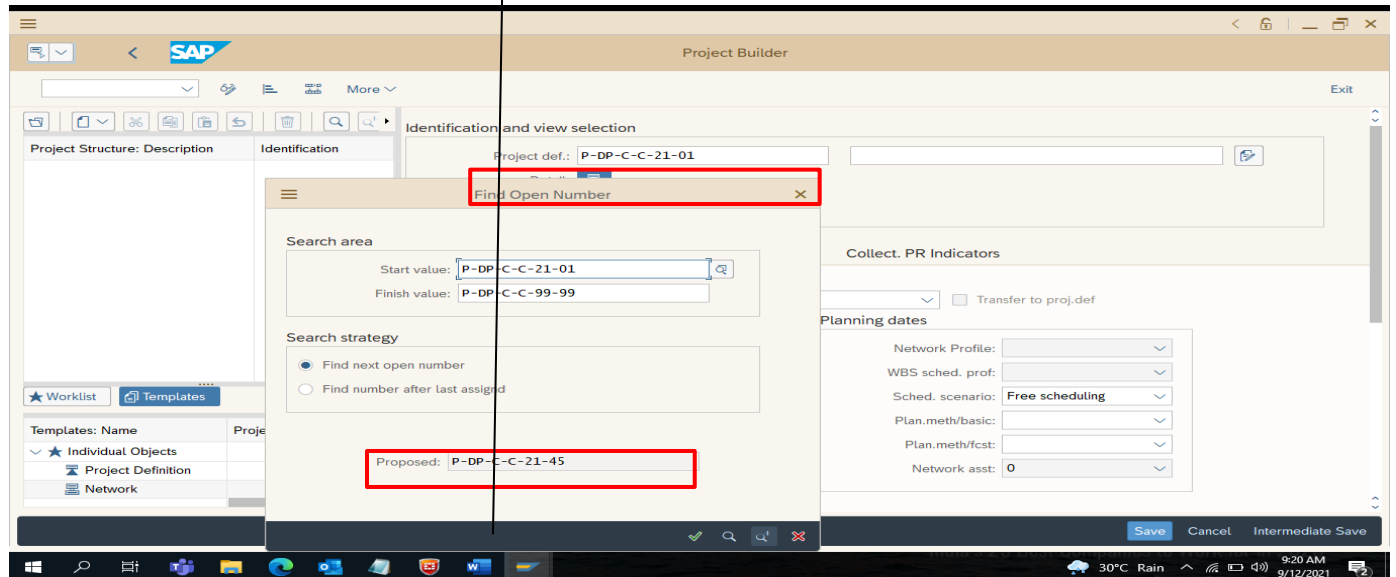 SAP
Project Builder
More
Exit
Project Structure: Description Identification
Identification and view selection
Project def.: P-DP-C-C-21-01
Find Open Number
Search area
Start value: P-DP-C-C-21-01
Finish value: P-DP-C-C-99-99
Search strategy
Find next open number
Find number after last assignd
Proposed: P-DP-C-C-21-45
Collect. PR Indicators
Transfer to proj.def
Planning dates
Network Profile:
WBS sched. prof:
Sched. scenario: Free scheduling
Plan.meth/basic:
Plan.meth/fcst:
Network asst: 0
Worklist Templates
Templates: Name Proje
Individual Objects
Project Definition
Network
Save Cancel Intermediate Save
30°C Rain
9:20 AM
9/12/2021
2